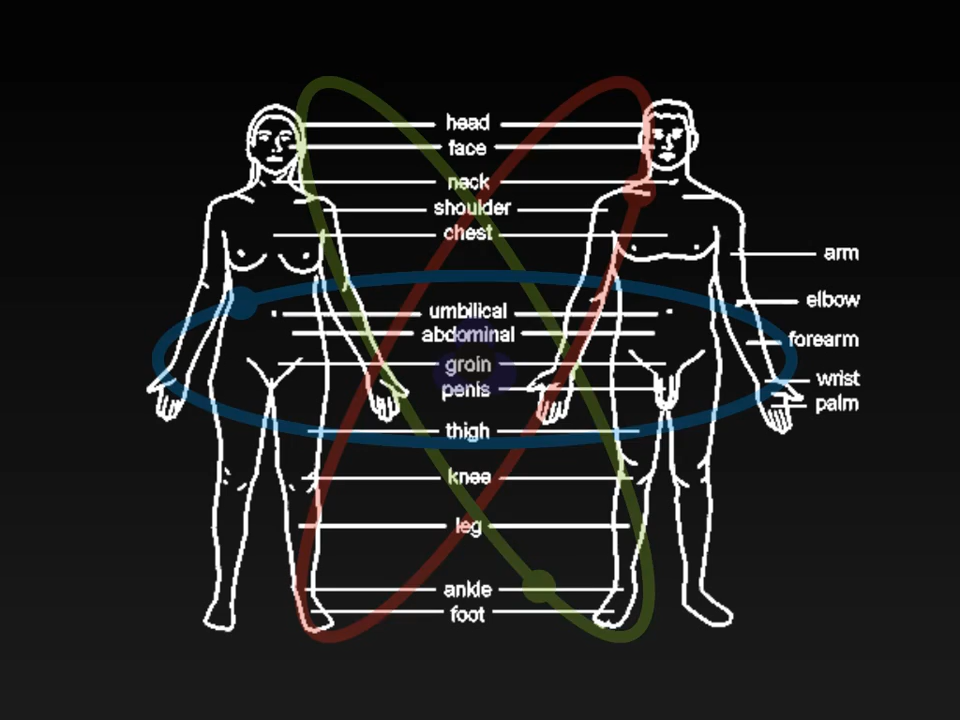 head
face
neck
shoulder
chest
arm
elbow
umbilical
abdominal
forearm
groin
wrist
penis
palm
thigh
knee
leg
ankle
foot